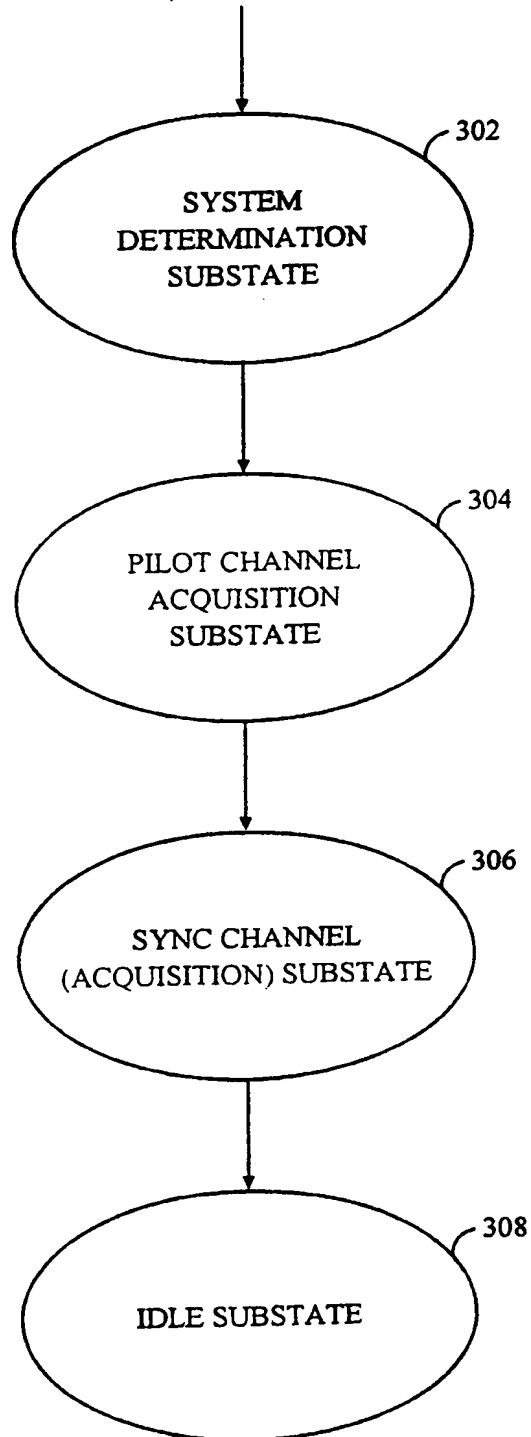 302
SYSTEM
DETERMINATION
SUBSTATE
304
PILOT CHANNEL
ACQUISITION
SUBSTATE
306
SYNC CHANNEL
(ACQUISITION) SUBSTATE
308
IDLE SUBSTATE